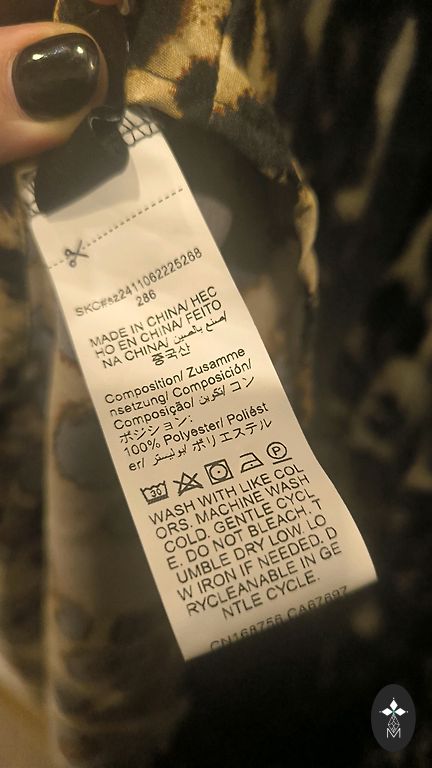 SKC#sz2411062225268
286
MADE IN CHINA/ HEC
HO EN CHINA/ FEITO
NA CHINA/ صنع بالصين/
중국산
Composition/ Zusamme
nsetzung/ Composición/
Composição/ تكوين/ コン
ポジション:
100% Polyester/ Poliést
er/ بوليستر/ ポリエステル
30
P
WASH WITH LIKE COL
ORS. MACHINE WASH
COLD. GENTLE CYCL
E. DO NOT BLEACH. T
UMBLE DRY LOW. LO
W IRON IF NEEDED. D
RYCLEANABLE IN GE
NTLE CYCLE.
M